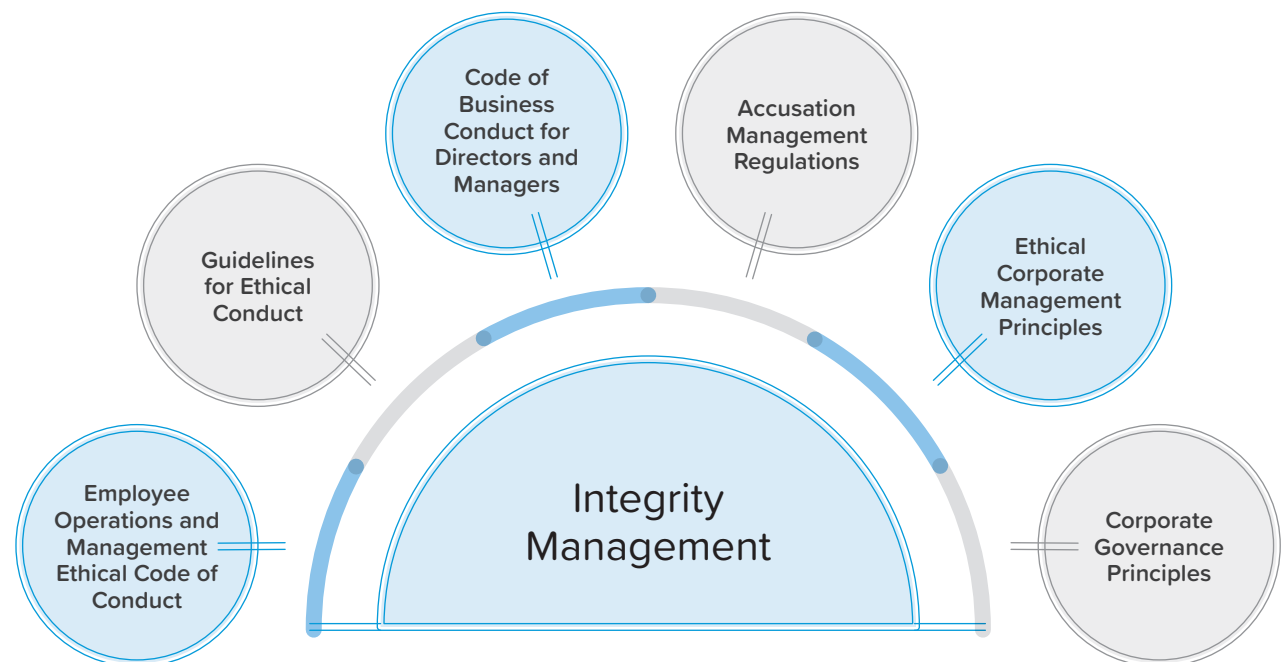 Code of
Business
Conduct for
Directors and
Managers
Accusation
Management
Regulations
Guidelines
for Ethical
Conduct
Ethical
Corporate
Management
Principles
Employee
Operations and
Management
Ethical Code of
Conduct
Integrity
Management
Corporate
Governance
Principles